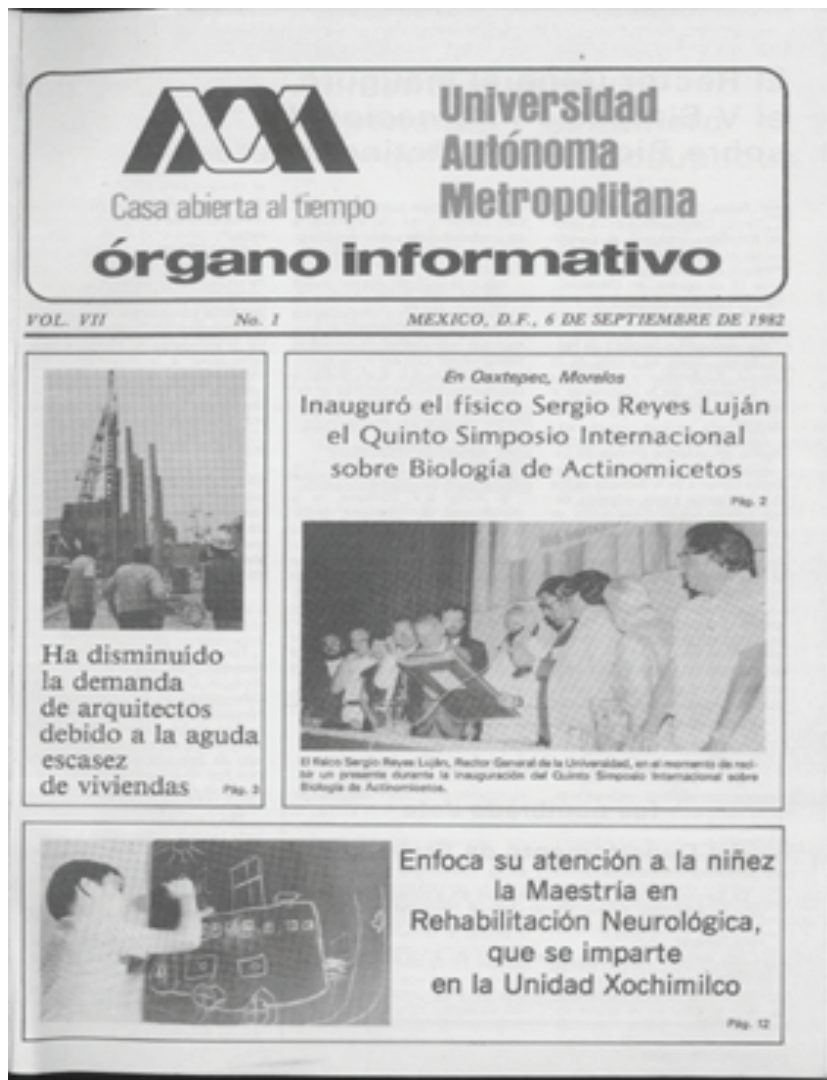 Casa abierta al tiempo
Universidad
Autónoma
Metropolitana
órgano informativo
VOL. VII No. 1 MEXICO, D.F., 6 DE SEPTIEMBRE DE 1982
Ha disminuído
la demanda
de arquitectos
debido a la aguda
escasez
de viviendas Pág. 3
En Oaxtepec, Morelos
Inauguró el físico Sergio Reyes Luján
el Quinto Simposio Internacional
sobre Biología de Actinomicetos
Pág. 2
El físico Sergio Reyes Luján, Rector General de la Universidad, en el momento de reci-
bir un presente durante la inauguración del Quinto Simposio Internacional sobre
Biología de Actinomicetos.
Enfoca su atención a la niñez
la Maestría en
Rehabilitación Neurológica,
que se imparte
en la Unidad Xochimilco
Pág. 12